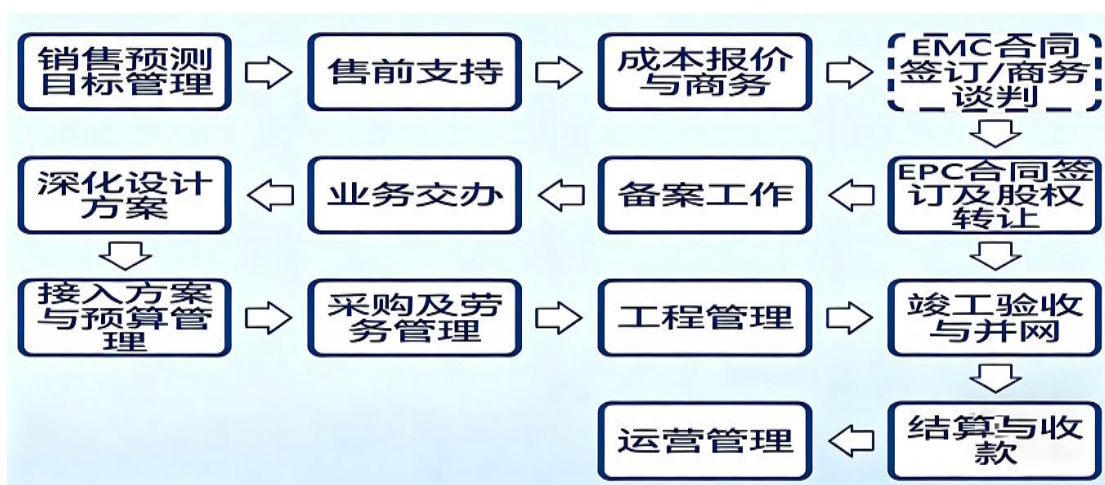 销售预测
目标管理
售前支持
成本报价
与商务
EMC合同
签订/商务
谈判
深化设计
方案
业务交办
备案工作
EPC合同签
订及股权
转让
接入方案
与预算管
理
采购及劳
务管理
工程管理
竣工验收
与并网
运营管理
结算与收
款